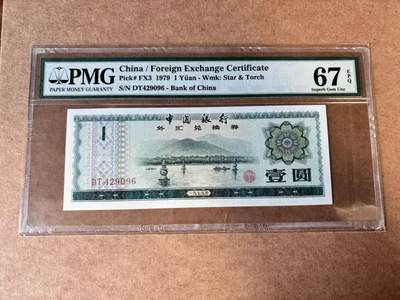 PMG
PAPER MONEY GUARANTY
China / Foreign Exchange Certificate
Pick# FX3 1979 1 Yüan - Wmk: Star & Torch
S/N DT429096 - Bank of China
67 EPQ
Superb Gem Unc
1
中国银行
外汇兑换券
DT 429096
壹圆